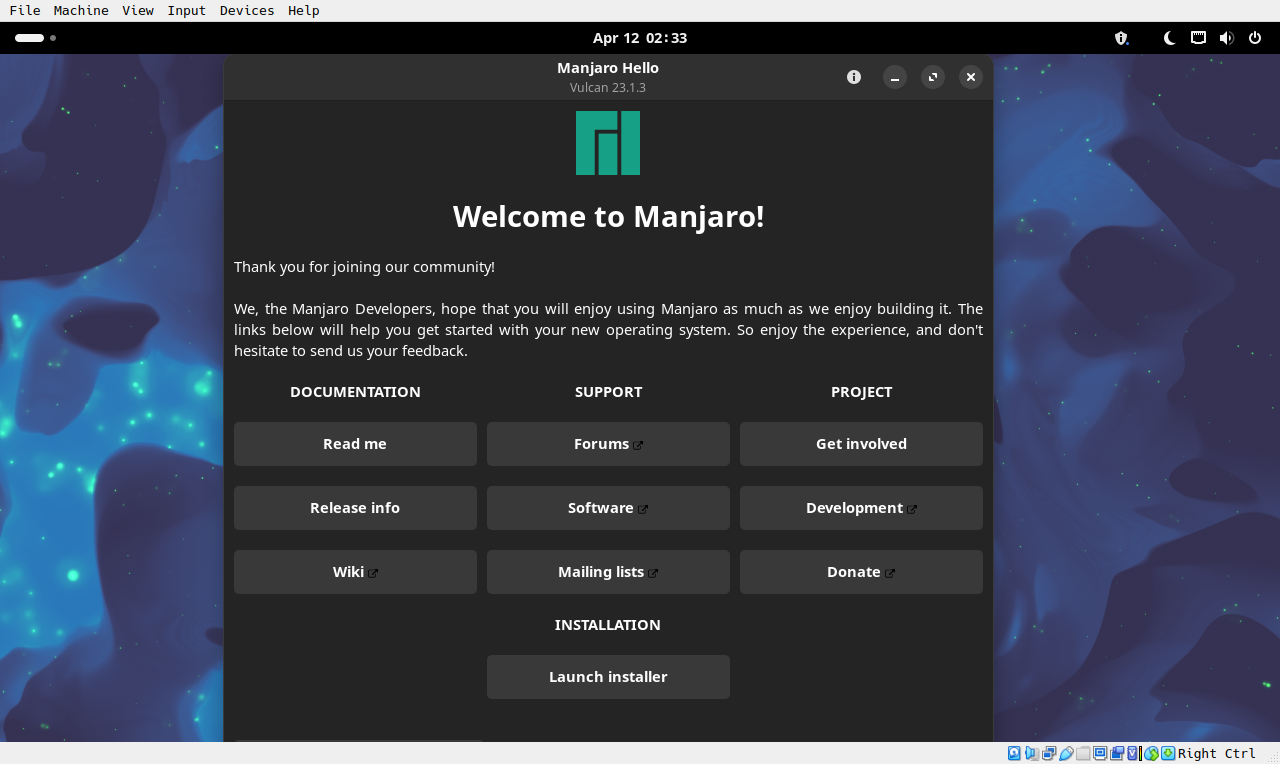 File Machine View Input Devices Help
Apr 12 02:33
Manjaro Hello
Vulcan 23.1.3
Welcome to Manjaro!
Thank you for joining our community!
We, the Manjaro Developers, hope that you will enjoy using Manjaro as much as we enjoy building it. The
links below will help you get started with your new operating system. So enjoy the experience, and don't
hesitate to send us your feedback.
DOCUMENTATION SUPPORT PROJECT
Read me Forums Get involved
Release info Software Development
Wiki Mailing lists Donate
INSTALLATION
Launch installer
Right Ctrl